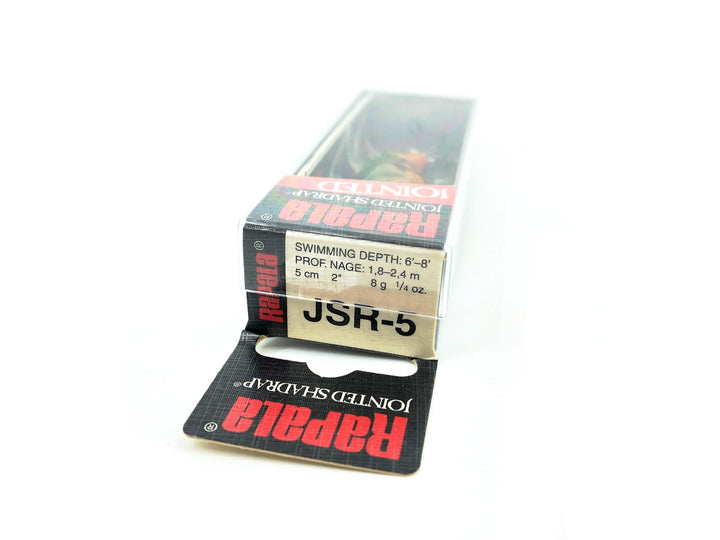 JOINTED
JOINTED SHADRAP®
RAPALA®
RAPALA®
SWIMMING DEPTH: 6'–8'
PROF. NAGE: 1,8–2,4 m
5 cm 2" 8 g 1/4 oz.
JSR-5
JOINTED SHADRAP®
RAPALA®